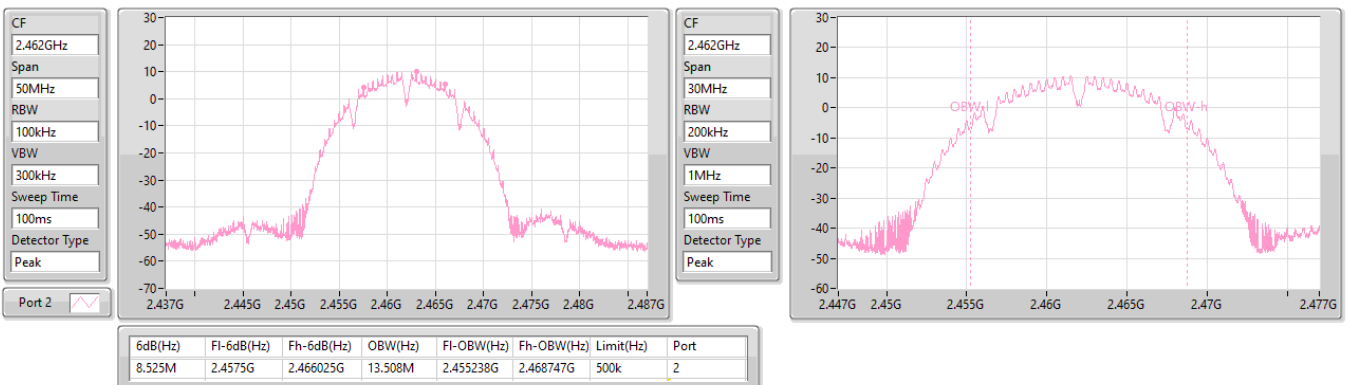 CF
2.462GHz
Span
50MHz
RBW
100kHz
VBW
300kHz
Sweep Time
100ms
Detector Type
Peak
Port 2
30
20
10
0
-10
-20
-30
-40
-50
-60
-70
2.437G 2.445G 2.45G 2.455G 2.46G 2.465G 2.47G 2.475G 2.48G 2.487G
CF
2.462GHz
Span
30MHz
RBW
200kHz
VBW
1MHz
Sweep Time
100ms
Detector Type
Peak
30
20
10
0
-10
-20
-30
-40
-50
-60
OBW-l OBW-h
2.447G 2.45G 2.455G 2.46G 2.465G 2.47G 2.477G
6dB(Hz) Fl-6dB(Hz) Fh-6dB(Hz) OBW(Hz) Fl-OBW(Hz) Fh-OBW(Hz) Limit(Hz) Port
8.525M 2.4575G 2.466025G 13.508M 2.455238G 2.468747G 500k 2